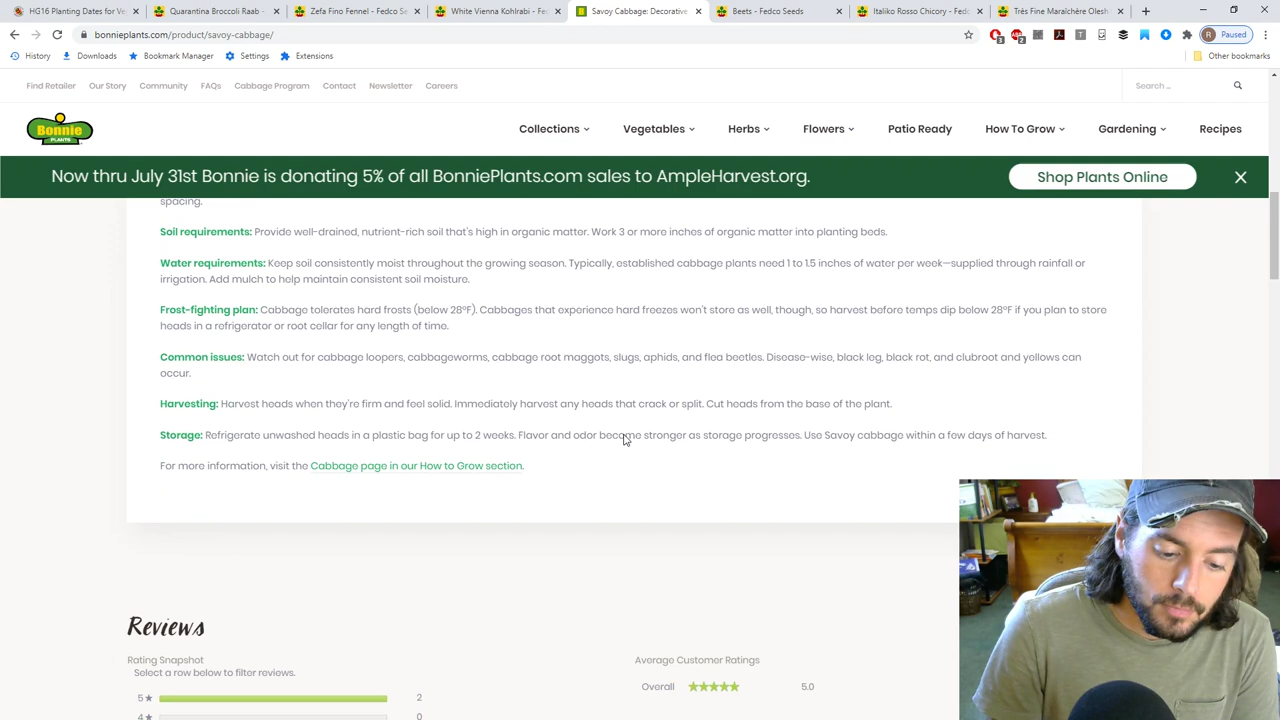 HG16 Planting Dates for Ve
Quarantina Broccoli Raab -
Zefa Fino Fennel - Fedco Se
White Vienna Kohlrabi - Fe
Savoy Cabbage: Decorative
Beets - Fedco Seeds
Italiko Rosso Chicory - Fedco
Très Fine Maraîchère Olesh
bonnieplants.com/product/savoy-cabbage/
Paused
History Downloads Bookmark Manager Settings Extensions Other bookmarks
Find Retailer Our Story Community FAQs Cabbage Program Contact Newsletter Careers Search ...
Bonnie
PLANTS
Collections Vegetables Herbs Flowers Patio Ready How To Grow Gardening Recipes
Now thru July 31st Bonnie is donating 5% of all BonniePlants.com sales to AmpleHarvest.org. Shop Plants Online
spacing.
Soil requirements: Provide well-drained, nutrient-rich soil that's high in organic matter. Work 3 or more inches of organic matter into planting beds.
Water requirements: Keep soil consistently moist throughout the growing season. Typically, established cabbage plants need 1 to 1.5 inches of water per week—supplied through rainfall or
irrigation. Add mulch to help maintain consistent soil moisture.
Frost-fighting plan: Cabbage tolerates hard frosts (below 28ºF). Cabbages that experience hard freezes won't store as well, though, so harvest before temps dip below 28ºF if you plan to store
heads in a refrigerator or root cellar for any length of time.
Common issues: Watch out for cabbage loopers, cabbageworms, cabbage root maggots, slugs, aphids, and flea beetles. Disease-wise, black leg, black rot, and clubroot and yellows can
occur.
Harvesting: Harvest heads when they're firm and feel solid. Immediately harvest any heads that crack or split. Cut heads from the base of the plant.
Storage: Refrigerate unwashed heads in a plastic bag for up to 2 weeks. Flavor and odor become stronger as storage progresses. Use Savoy cabbage within a few days of harvest.
For more information, visit the Cabbage page in our How to Grow section.
Reviews
Rating Snapshot
Select a row below to filter reviews.
5★ 2
4★ 0
Average Customer Ratings
Overall ★★★★★ 5.0